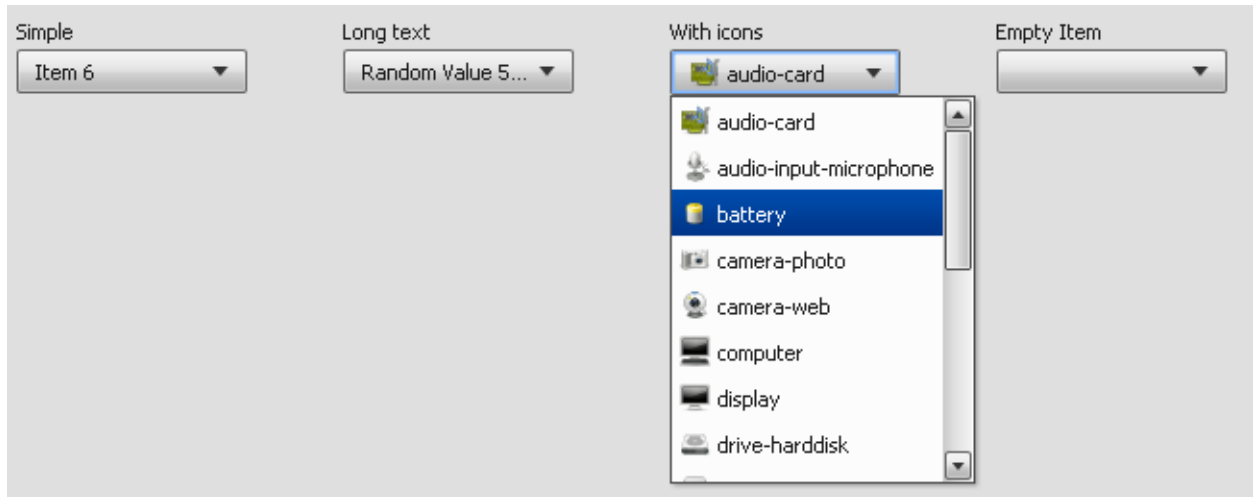 Simple
Long text
With icons
Empty Item
Item 6
Random Value 5...
audio-card
audio-card
audio-input-microphone
battery
camera-photo
camera-web
computer
display
drive-harddisk